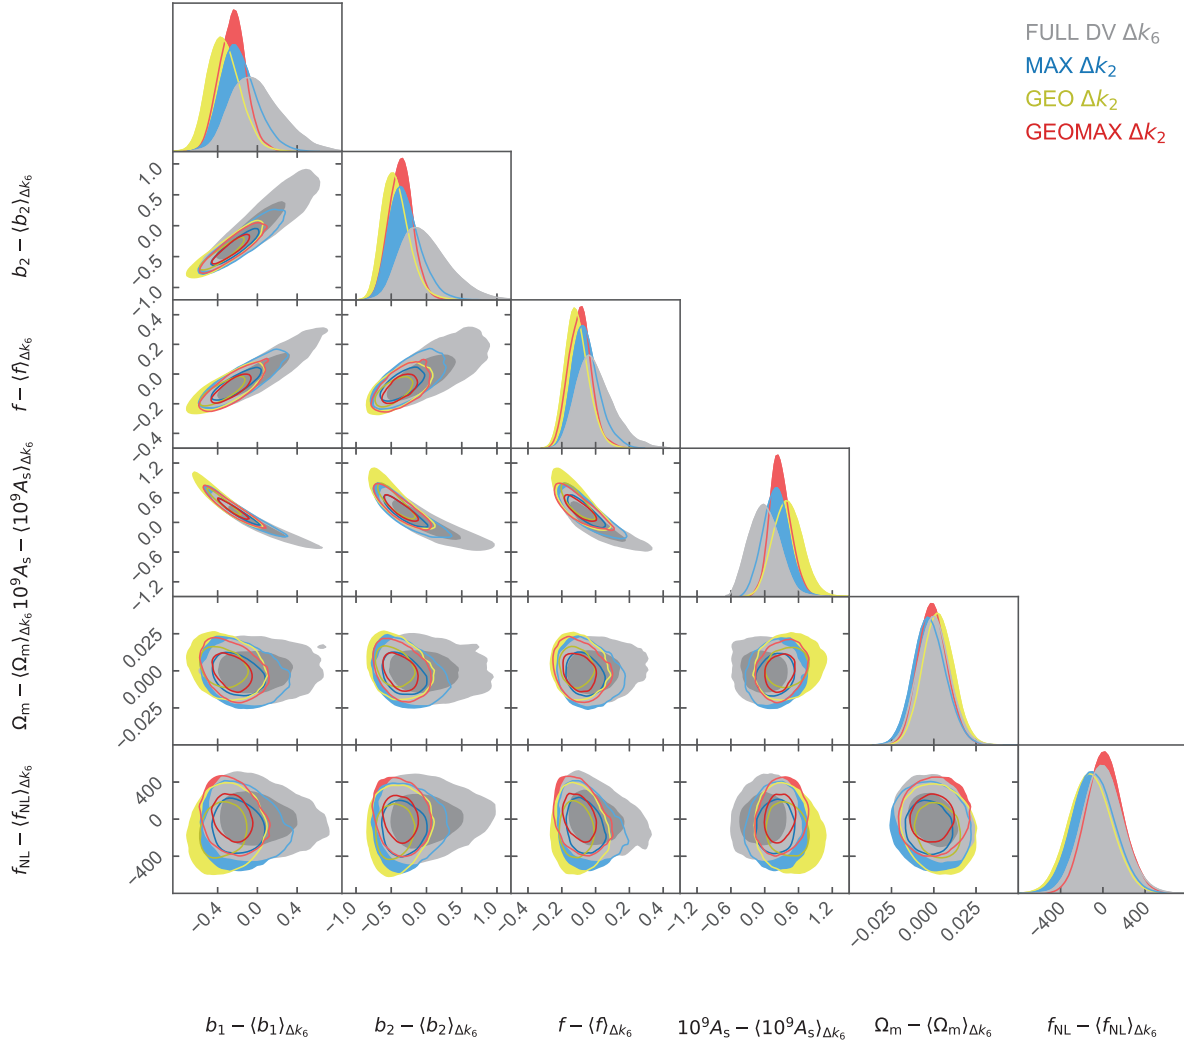 FULL DV Δk₆
MAX Δk₂
GEO Δk₂
GEOMAX Δk₂
b₂ − ⟨b₂⟩Δk₆
1.0
0.5
0.0
−0.5
−1.0
f − ⟨f⟩Δk₆
0.4
0.2
0.0
−0.2
−0.4
10⁹Aₛ − ⟨10⁹Aₛ⟩Δk₆
1.2
0.6
0.0
−0.6
−1.2
Ωm − ⟨Ωm⟩Δk₆
0.025
0.000
−0.025
fNL − ⟨fNL⟩Δk₆
400
0
−400
−0.4 0.0 0.4 −1.0 −0.5 0.0 0.5 1.0 −0.4 −0.2 0.0 0.2 0.4 −1.2 −0.6 0.0 0.6 1.2 −0.025 0.000 0.025 −400 0 400
b₁ − ⟨b₁⟩Δk₆ b₂ − ⟨b₂⟩Δk₆ f − ⟨f⟩Δk₆ 10⁹Aₛ − ⟨10⁹Aₛ⟩Δk₆ Ωm − ⟨Ωm⟩Δk₆ fNL − ⟨fNL⟩Δk₆